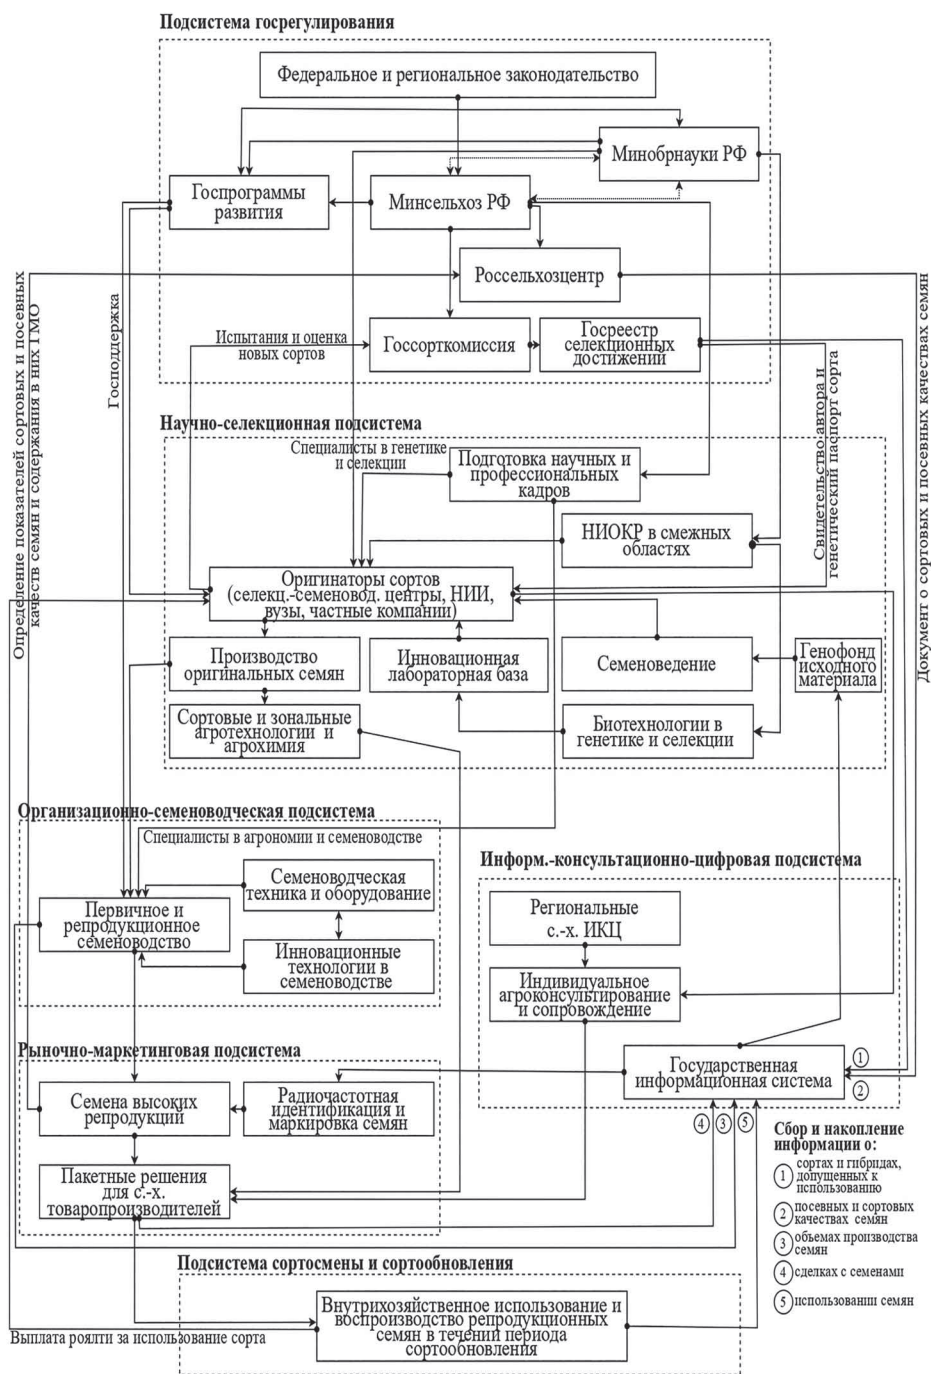 Подсистема госрегулирования
Федеральное и региональное законодательство
Минобрнауки РФ
Госпрограммы
развития
Минсельхоз РФ
Россельхозцентр
Определение показателей сортовых и посевных
качеств семян и содержания в них ГМО
Господдержка
Испытания и оценка
новых сортов
Госсорткомиссия
Госреестр
селекционных
достижений
Свидетельство автора и
генетический паспорт сорта
Документ о сортовых и посевных качествах семян
Научно-селекционная подсистема
Специалисты в генетике
и селекции
Подготовка научных и
профессиональных
кадров
НИОКР в смежных
областях
Оригинаторы сортов
(селекц.-семеновод. центры, НИИ,
вузы, частные компании)
Производство
оригинальных семян
Инновационная
лабораторная база
Семеноведение
Генофонд
исходного
материала
Сортовые и зональные
агротехнологии и
агрохимия
Биотехнологии в
генетике и селекции
Организационно-семеноводческая подсистема
Специалисты в агрономии и семеноводстве
Семеноводческая
техника и оборудование
Первичное и
репродукционное
семеноводство
Инновационные
технологии в
семеноводстве
Информ.-консультационно-цифровая подсистема
Региональные
с.-х. ИКЦ
Индивидуальное
агроконсультирование
и сопровождение
Государственная
информационная система
1
2
4 3 5
Рыночно-маркетинговая подсистема
Семена высоких
репродукций
Радиочастотная
идентификация и
маркировка семян
Пакетные решения
для с.-х.
товаропроизводителей
Сбор и накопление
информации о:
1 сортах и гибридах,
допущенных к
использованию
2 посевных и сортовых
качествах семян
3 объемах производства
семян
4 сделках с семенами
5 использовании семян
Подсистема сортосмены и сортообновления
Внутрихозяйственное использование и
воспроизводство репродукционных
семян в течении периода
сортообновления
Выплата роялти за использование сорта